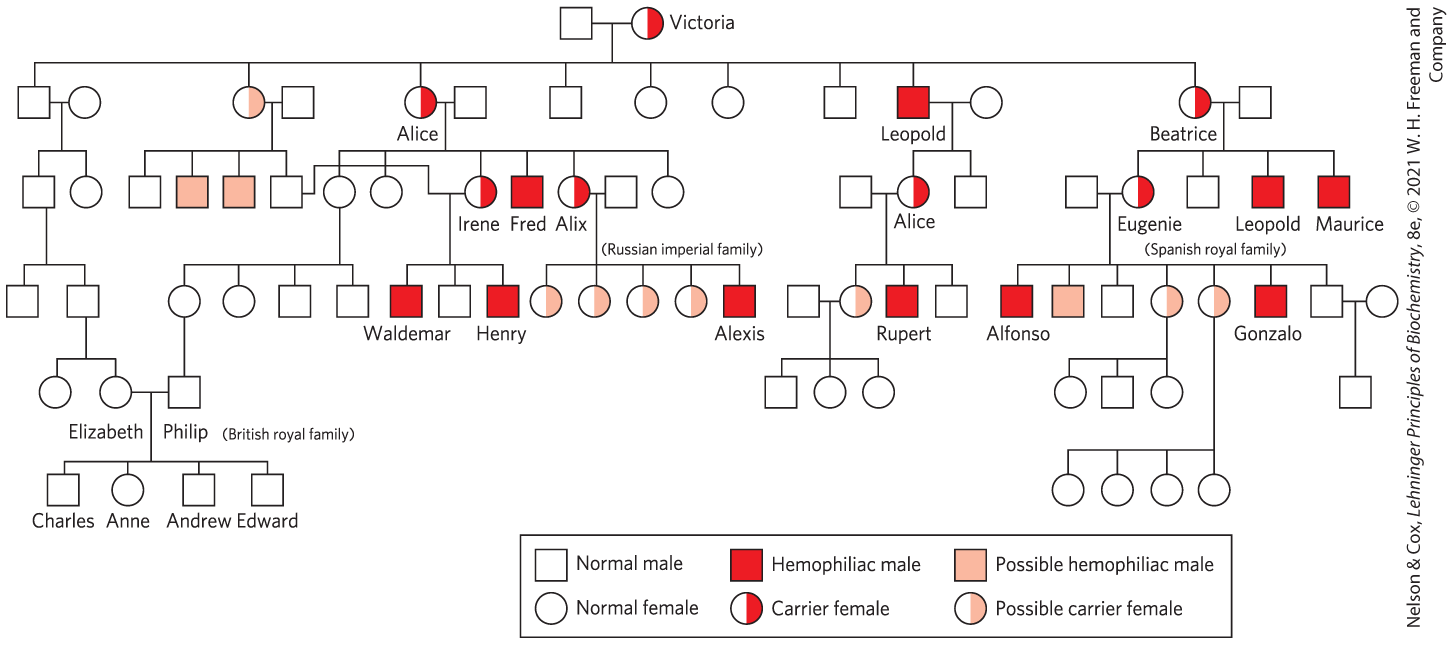 Victoria
Alice
Leopold
Beatrice
Irene Fred Alix
Alice
Eugenie
Leopold Maurice
(Russian imperial family)
(Spanish royal family)
Waldemar Henry
Alexis
Rupert
Alfonso
Gonzalo
Elizabeth Philip (British royal family)
Charles Anne Andrew Edward
Normal male
Hemophiliac male
Possible hemophiliac male
Normal female
Carrier female
Possible carrier female
Nelson & Cox, Lehninger Principles of Biochemistry, 8e, © 2021 W. H. Freeman and
Company